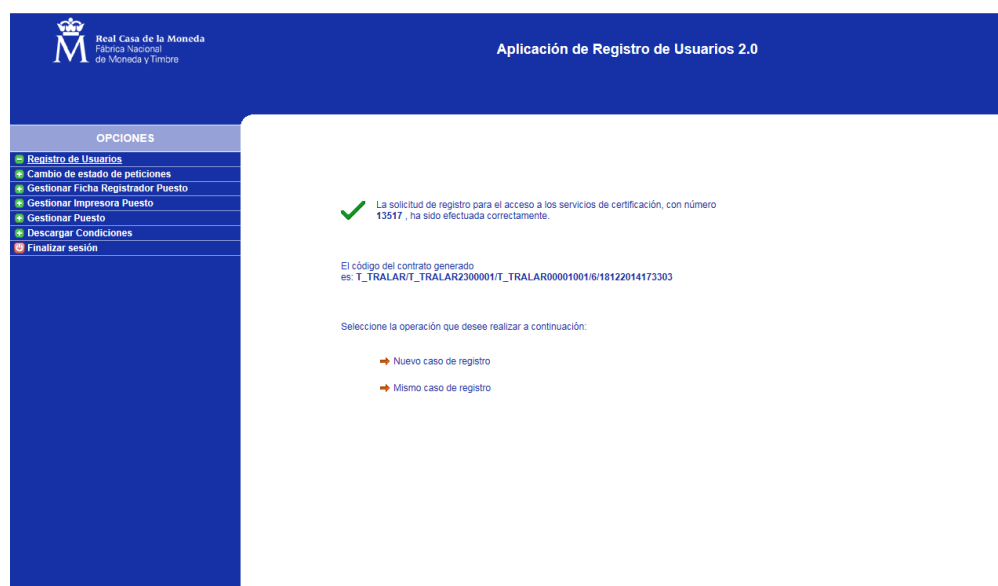 Real Casa de la Moneda
Fábrica Nacional
de Moneda y Timbre
Aplicación de Registro de Usuarios 2.0
OPCIONES
Registro de Usuarios
Cambio de estado de peticiones
Gestionar Ficha Registrador Puesto
Gestionar Impresora Puesto
Gestionar Puesto
Descargar Condiciones
Finalizar sesión
La solicitud de registro para el acceso a los servicios de certificación, con número
13517 , ha sido efectuada correctamente.
El código del contrato generado
es: T_TRALAR/T_TRALAR2300001/T_TRALAR00001001/6/18122014173303
Seleccione la operación que desee realizar a continuación:
Nuevo caso de registro
Mismo caso de registro